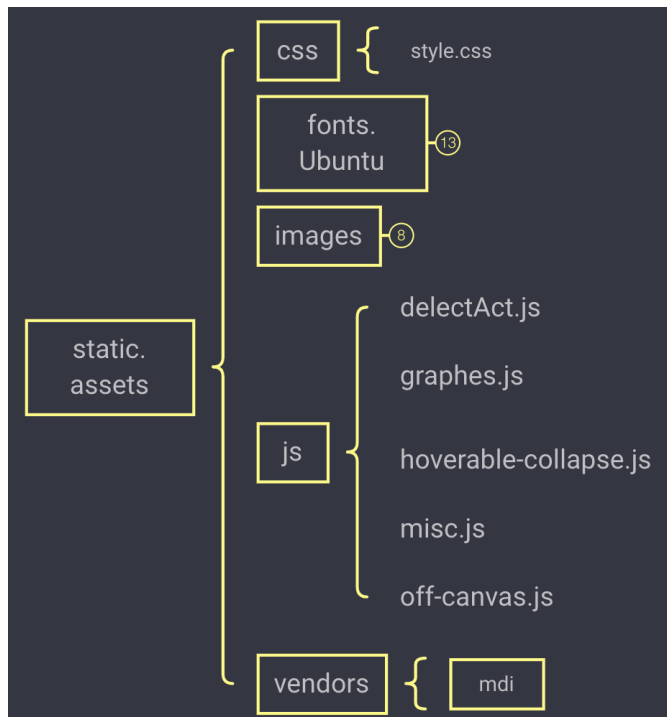 css
style.css
fonts.
Ubuntu
13
images
8
static.
assets
js
delectAct.js
graphes.js
hoverable-collapse.js
misc.js
off-canvas.js
vendors
mdi